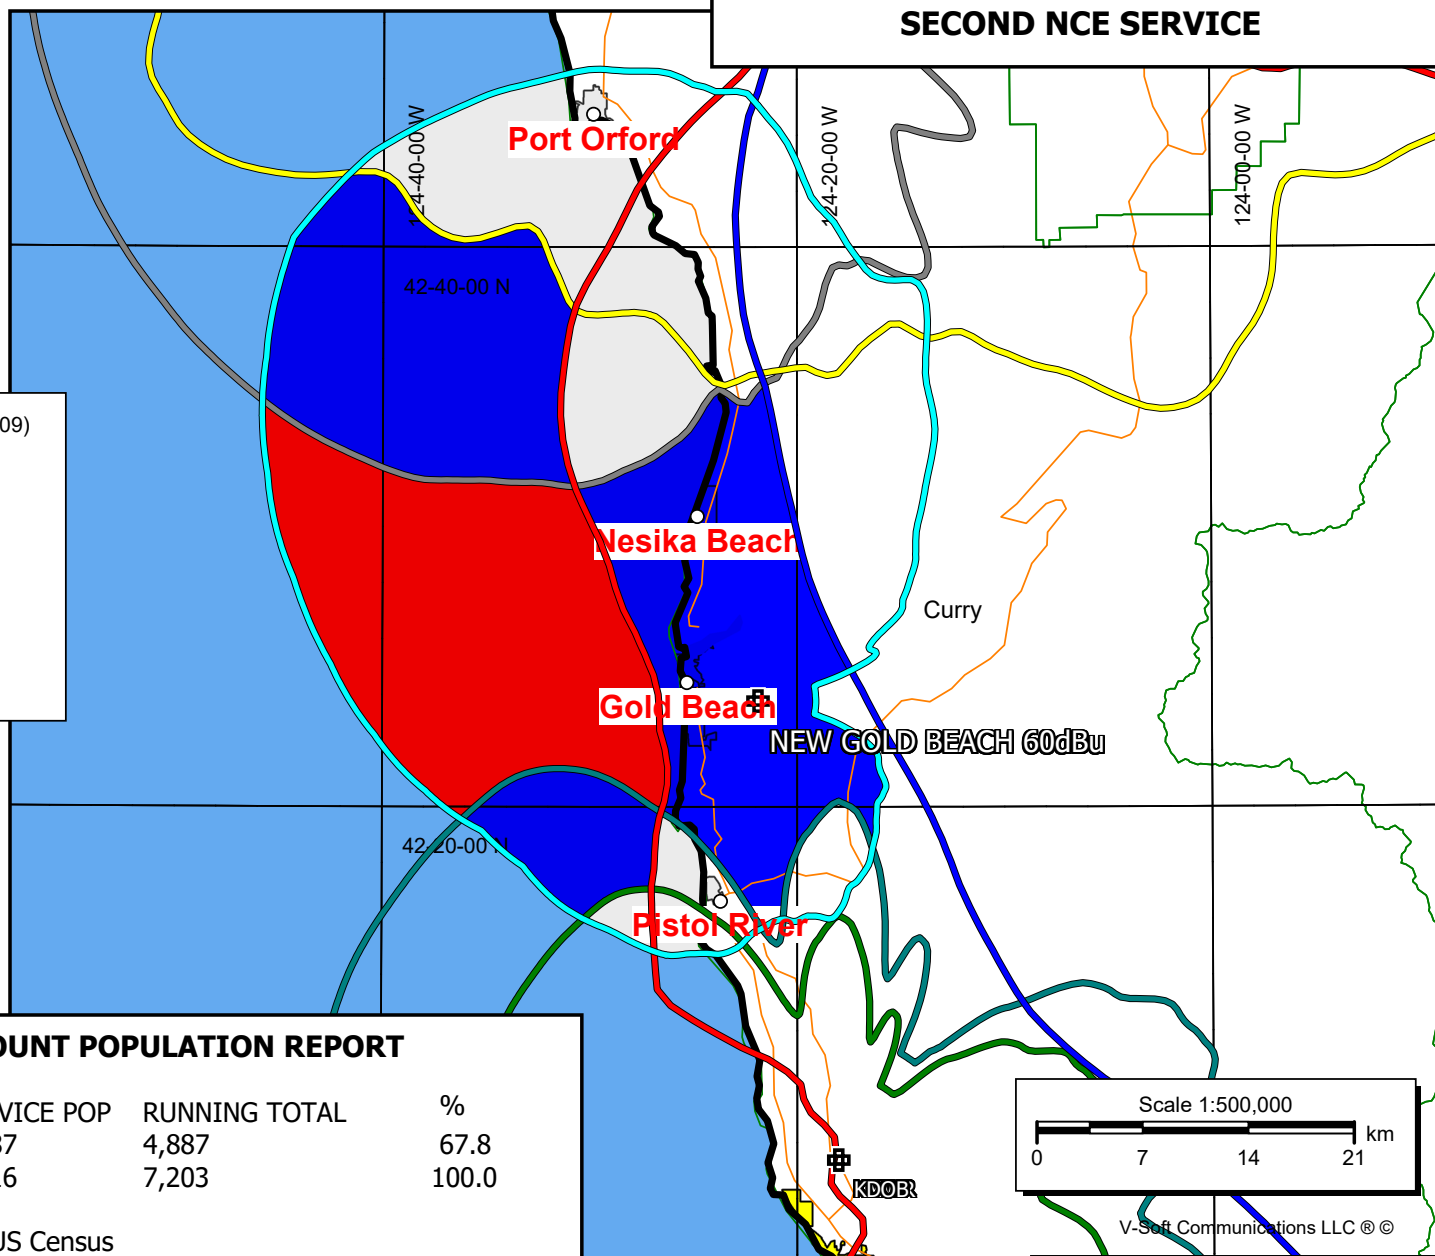 SECOND NCE SERVICE
Port Orford
124-40-00 W
124-20-00 W
124-00-00 W
42-40-00 N
09)
Nesika Beach
Curry
Gold Beach
NEW GOLD BEACH 60dBu
42-20-00 N
Pistol River
OUNT POPULATION REPORT
VICE POP RUNNING TOTAL %
37 4,887 67.8
16 7,203 100.0
US Census
Scale 1:500,000
km
0 7 14 21
V-Soft Communications LLC ® ©